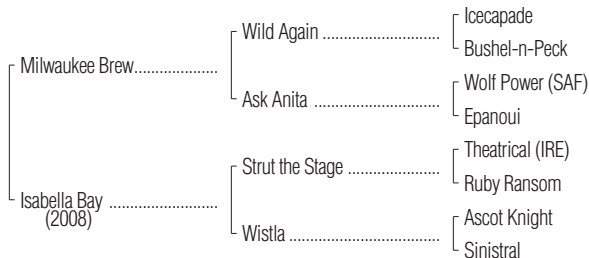 Icecapade
Wild Again ..............................
Bushel-n-Peck
Milwaukee Brew.....................
Wolf Power (SAF)
Ask Anita ................................
Epanoui
Theatrical (IRE)
Strut the Stage .......................
Ruby Ransom
Isabella Bay ...........................
(2008)
Ascot Knight
Wistla ......................................
Sinistral